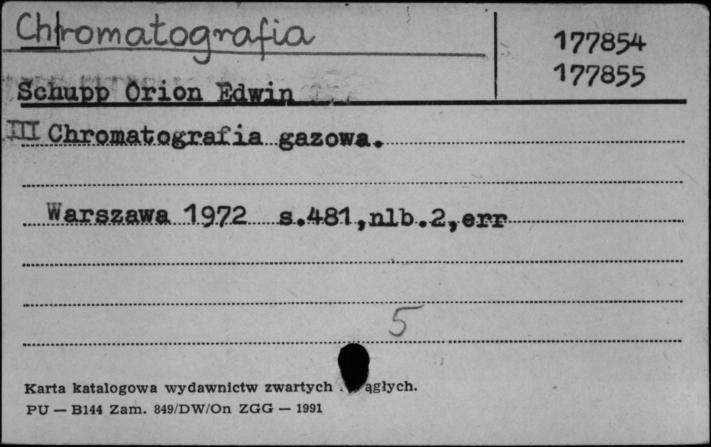 Chromatografia
177854
177855
Schupp Orion Edwin
III Chromatografia gazowa.
Warszawa 1972 s.481,nlb.2,err
5
Karta katalogowa wydawnictw zwartych . ągłych.
PU — B144 Zam. 849/DW/On ZGG — 1991